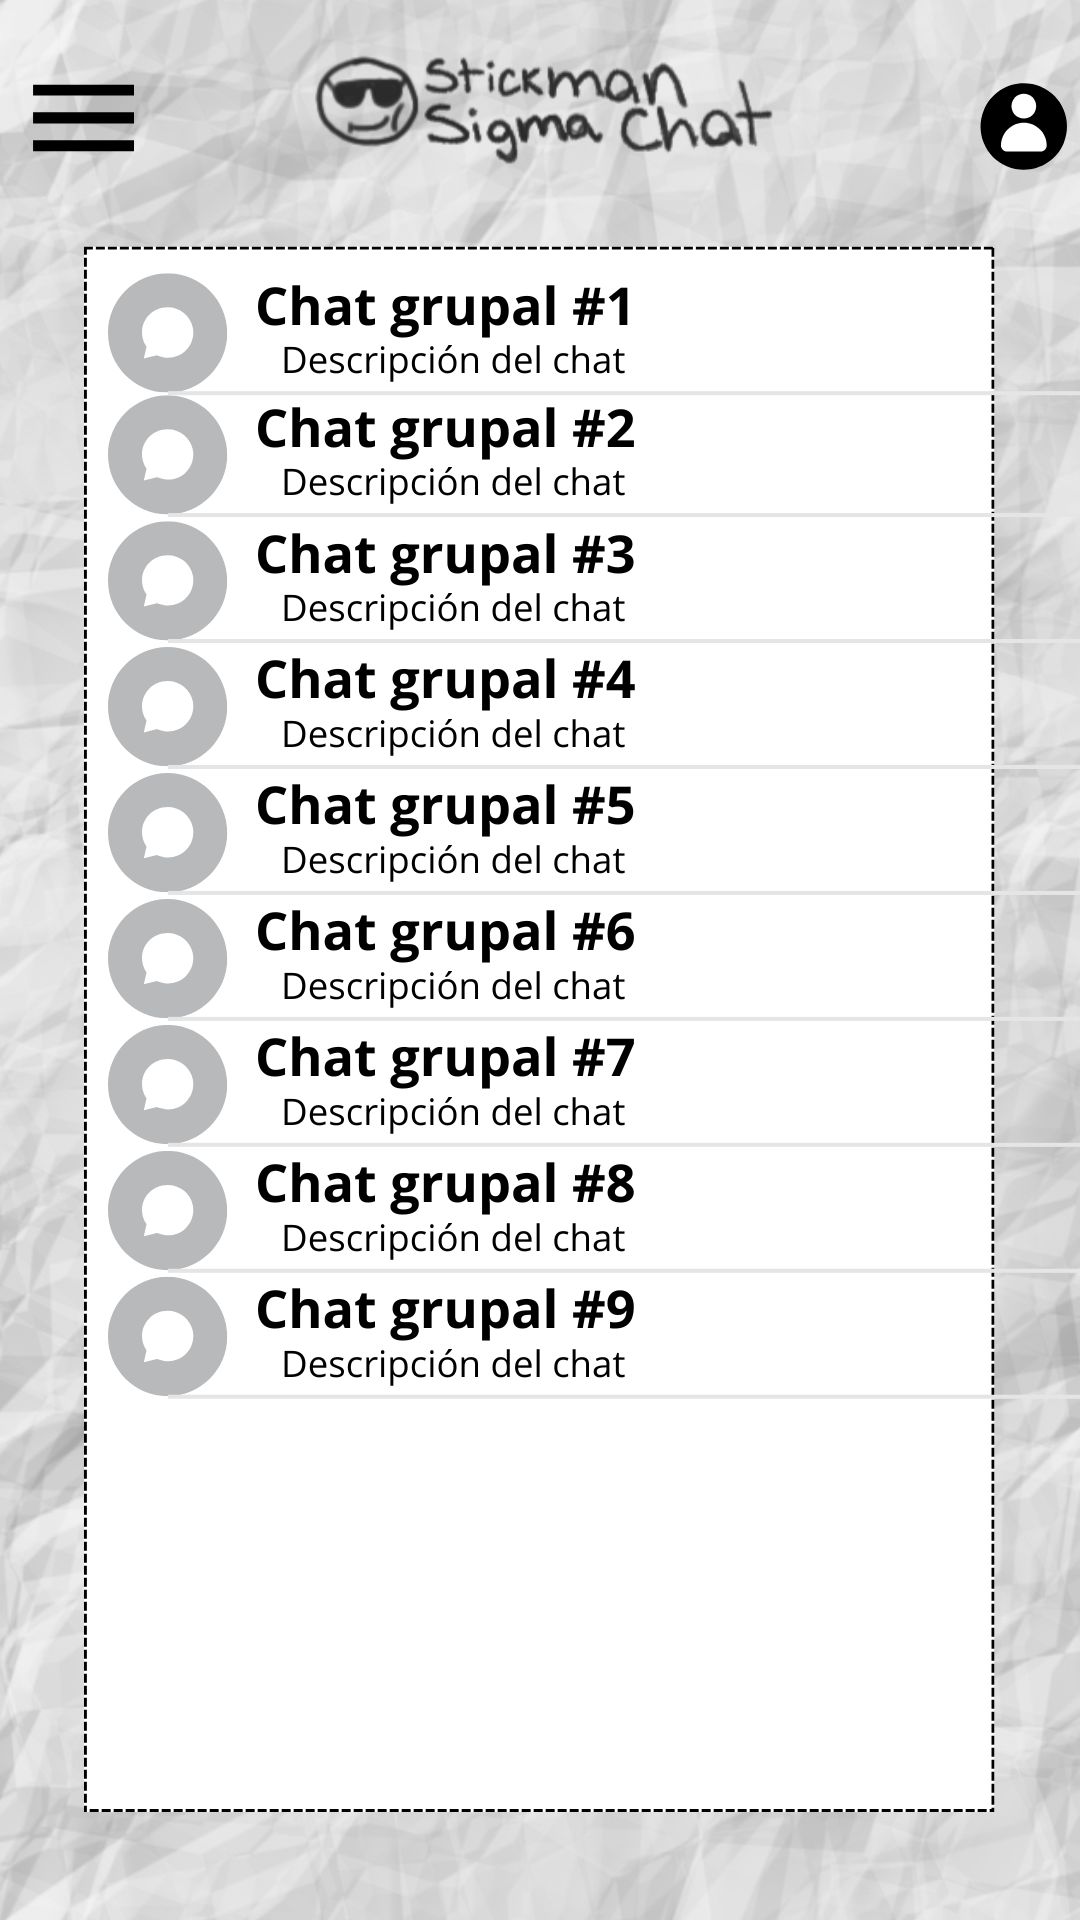 Stickman
Sigma Chat
Chat grupal #1
Descripción del chat
Chat grupal #2
Descripción del chat
Chat grupal #3
Descripción del chat
Chat grupal #4
Descripción del chat
Chat grupal #5
Descripción del chat
Chat grupal #6
Descripción del chat
Chat grupal #7
Descripción del chat
Chat grupal #8
Descripción del chat
Chat grupal #9
Descripción del chat